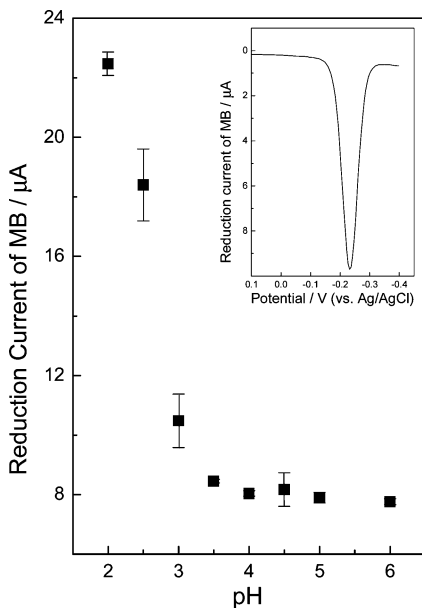 Reduction Current of MB / μA
22
20
16
12
8
2 3 4 5 6
pH
Reduction current of MB / μA
0
2
4
6
8
0.1 0.0 -0.1 -0.2 -0.3 -0.4
Potential / V (vs. Ag/AgCl)